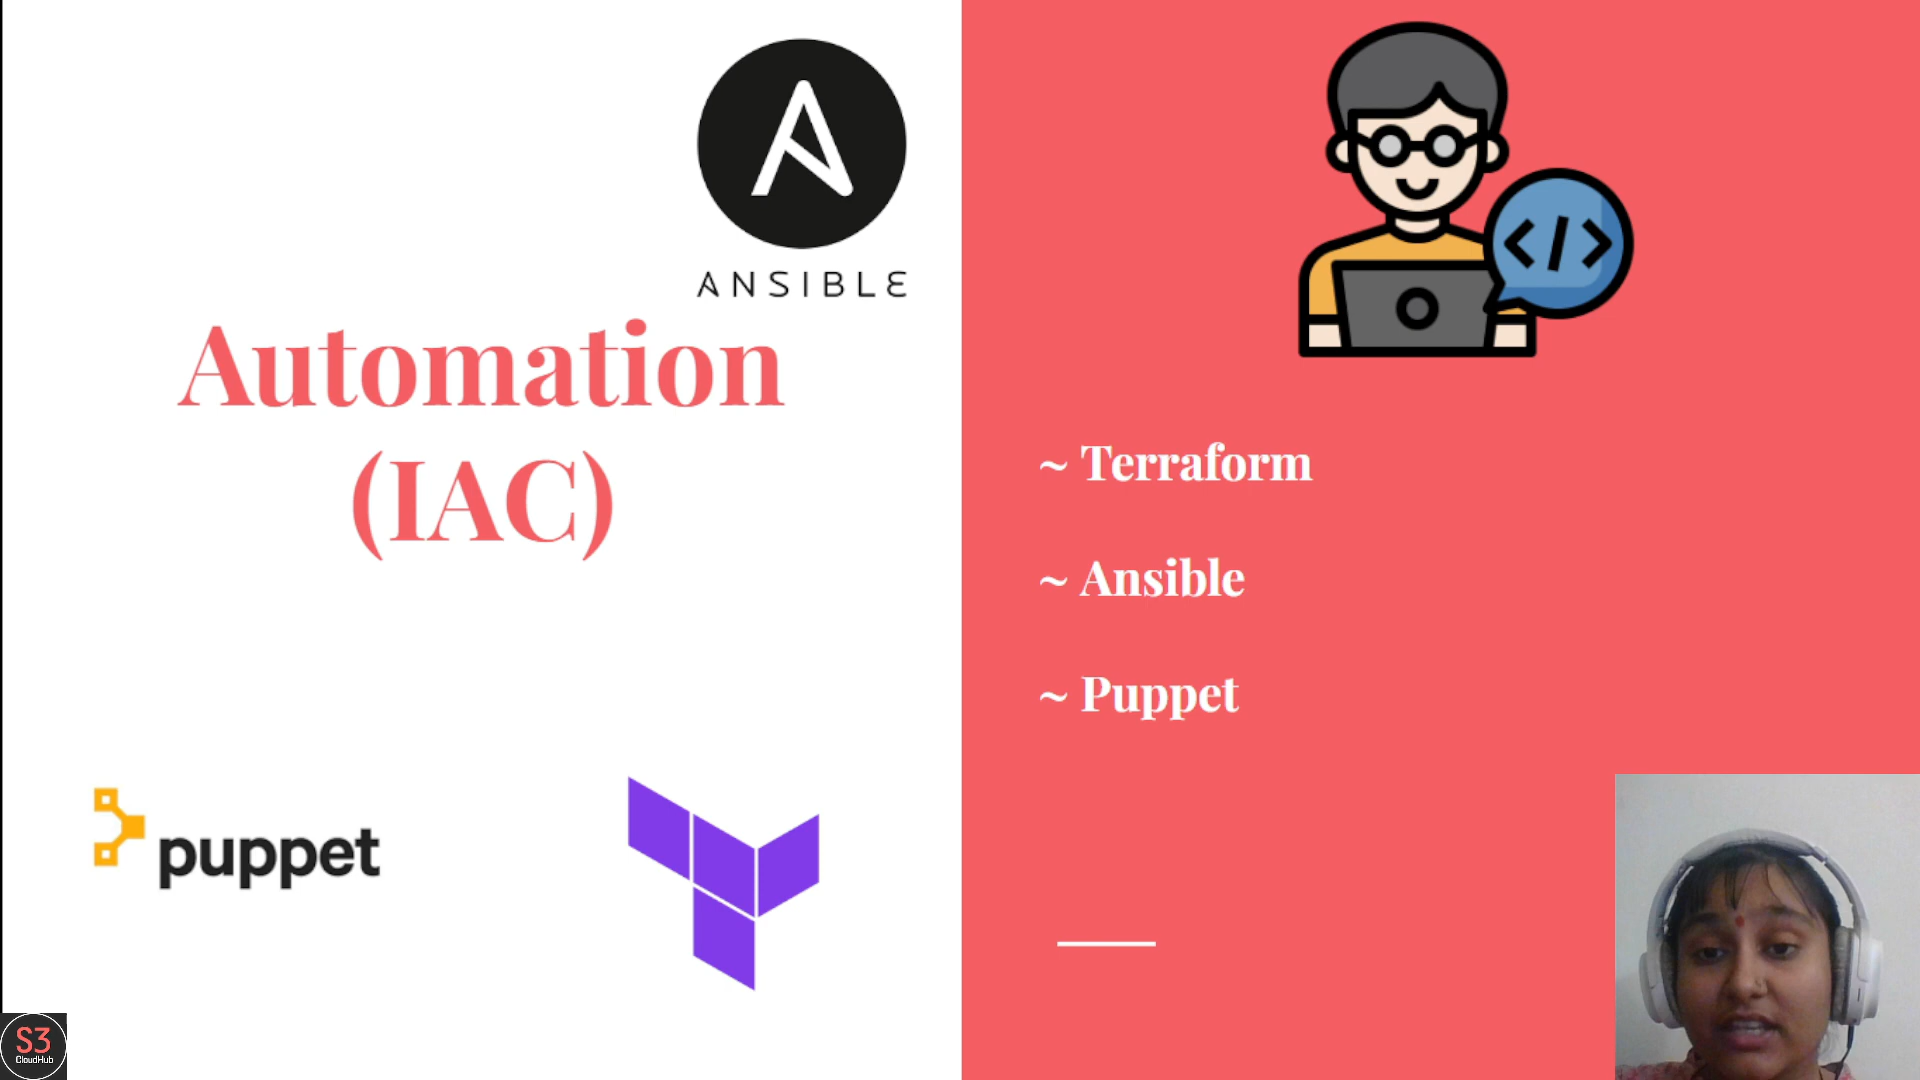 ANSIBLE
Automation
(IAC)
puppet
S3
CloudHub
</>
~ Terraform
~ Ansible
~ Puppet